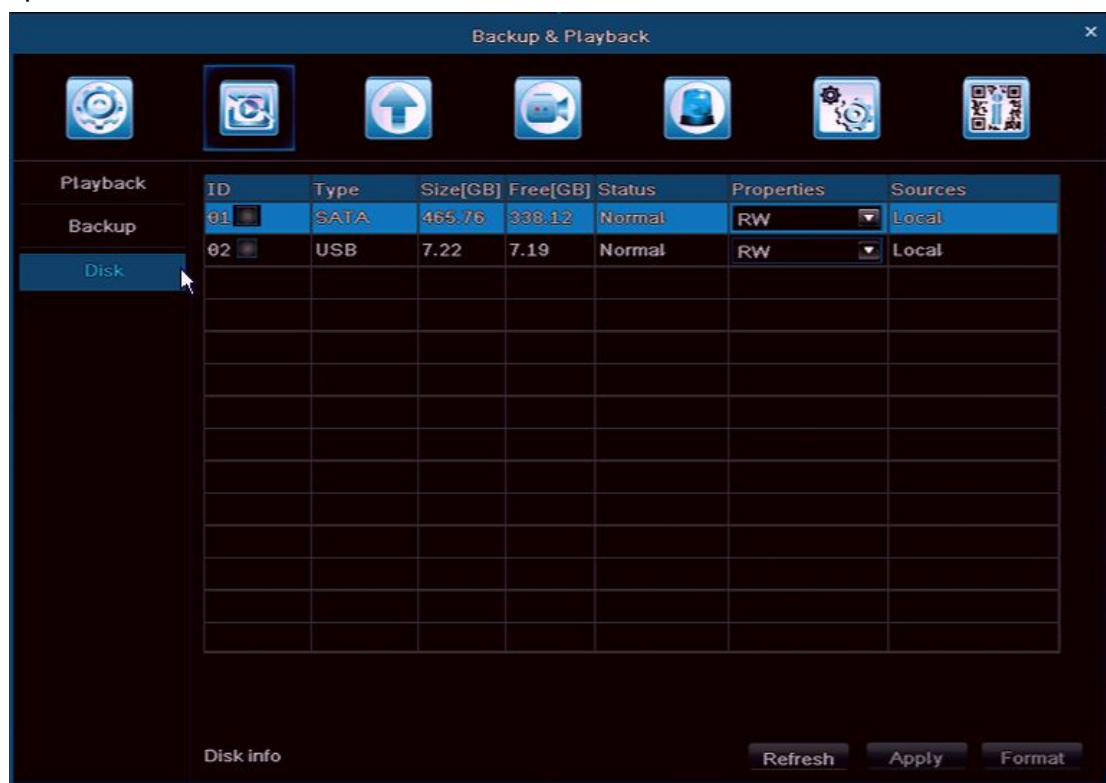 Backup & Playback ×
Playback
Backup
Disk
ID Type Size[GB] Free[GB] Status Properties Sources
01 SATA 465.76 338.12 Normal RW Local
02 USB 7.22 7.19 Normal RW Local
Disk info Refresh Apply Format